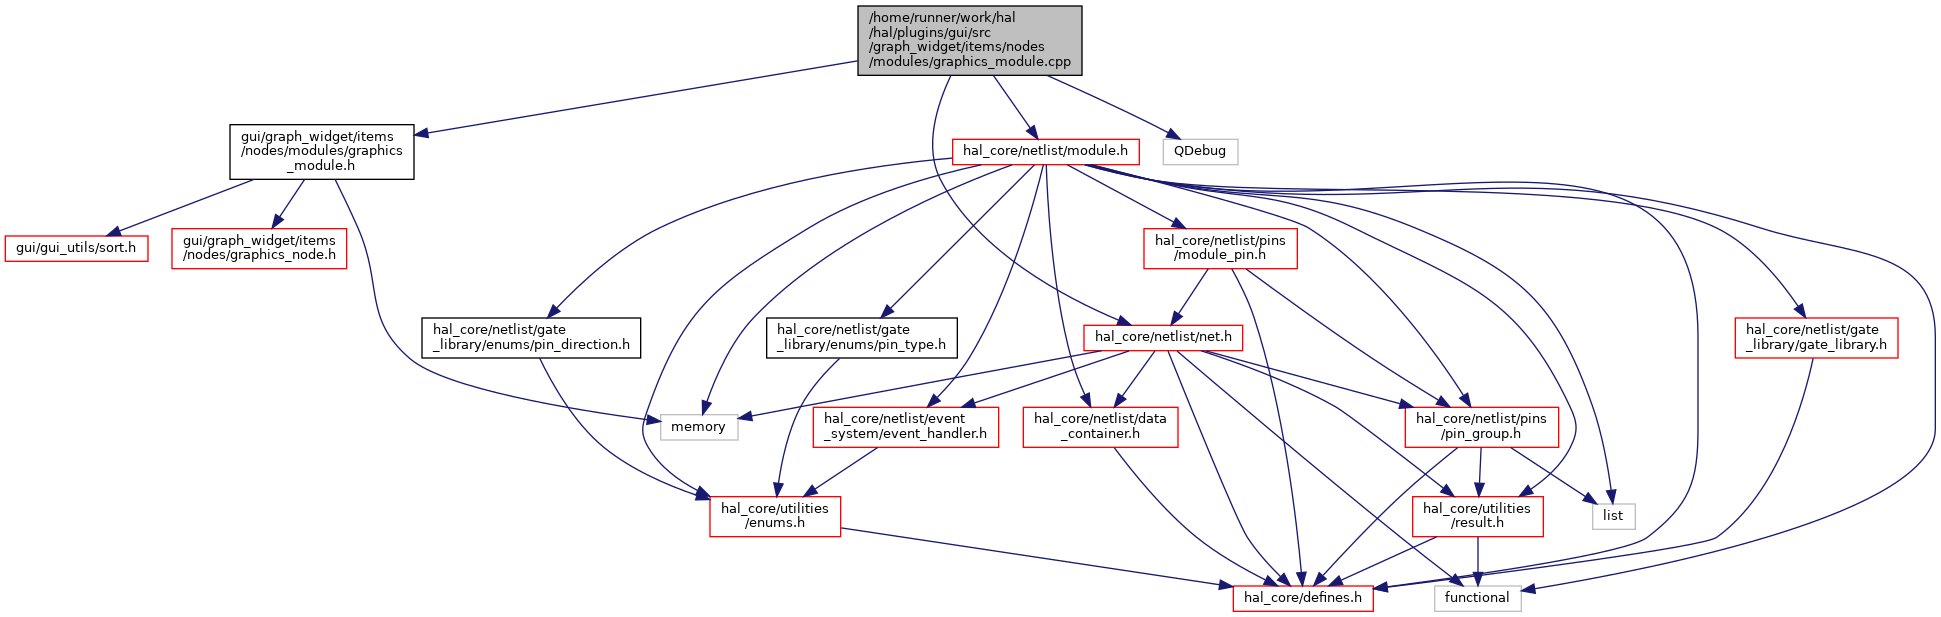 /home/runner/work/hal
/hal/plugins/gui/src
/graph_widget/items/nodes
/modules/graphics_module.cpp
gui/graph_widget/items
/nodes/modules/graphics
_module.h
hal_core/netlist/module.h
QDebug
gui/gui_utils/sort.h
gui/graph_widget/items
/nodes/graphics_node.h
hal_core/netlist/pins
/module_pin.h
hal_core/netlist/gate
_library/enums/pin_direction.h
hal_core/netlist/gate
_library/enums/pin_type.h
hal_core/netlist/net.h
hal_core/netlist/gate
_library/gate_library.h
memory
hal_core/netlist/event
_system/event_handler.h
hal_core/netlist/data
_container.h
hal_core/netlist/pins
/pin_group.h
hal_core/utilities
/enums.h
hal_core/utilities
/result.h
list
hal_core/defines.h
functional